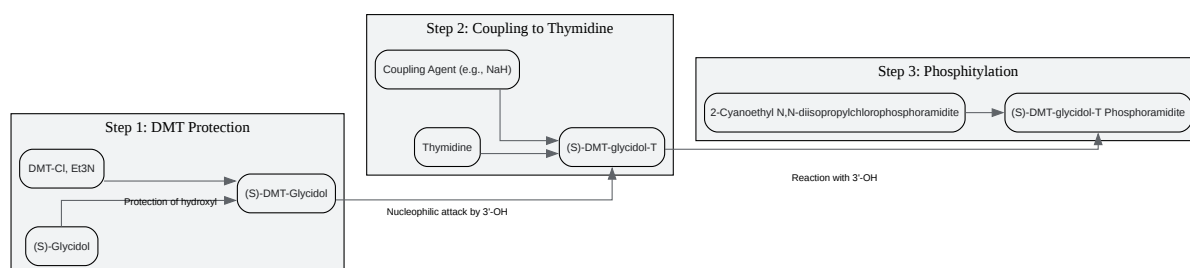 Step 1: DMT Protection
DMT-Cl, Et3N
(S)-DMT-Glycidol
Protection of hydroxyl
(S)-Glycidol
Step 2: Coupling to Thymidine
Coupling Agent (e.g., NaH)
Thymidine
(S)-DMT-glycidol-T
Nucleophilic attack by 3'-OH
Step 3: Phosphitylation
2-Cyanoethyl N,N-diisopropylchlorophosphoramidite
(S)-DMT-glycidol-T Phosphoramidite
Reaction with 3'-OH